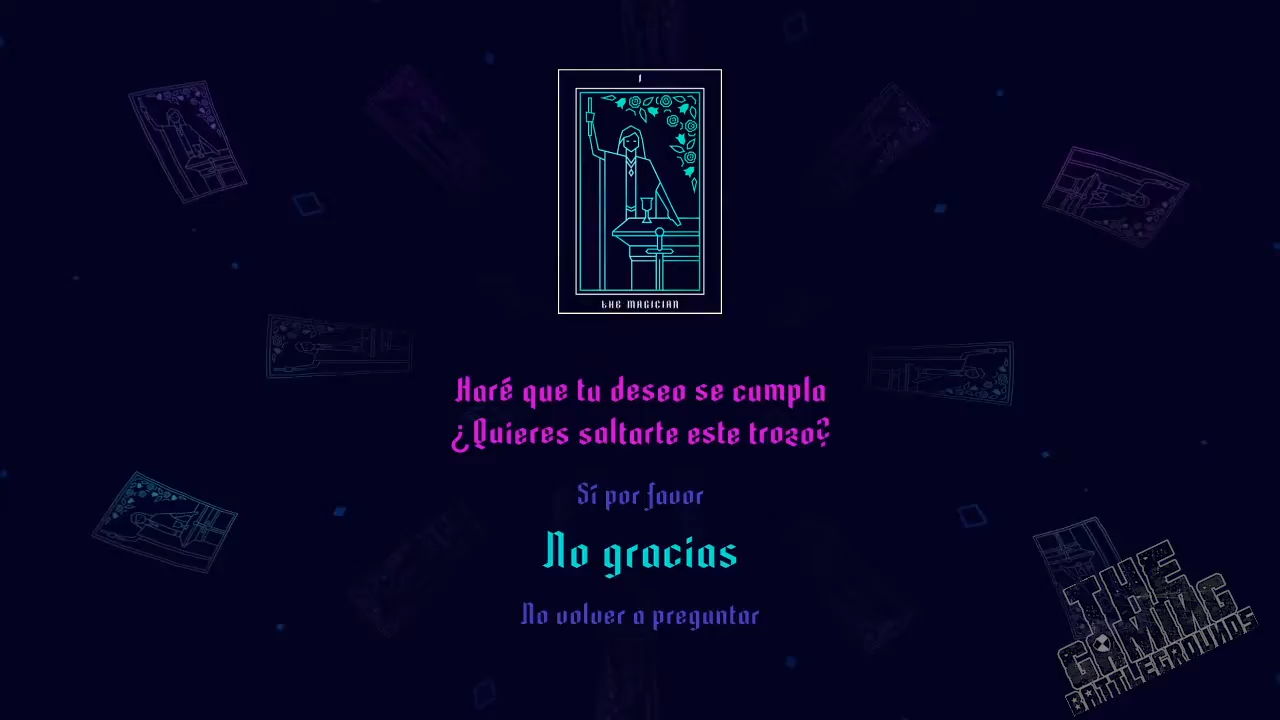 I
THE MAGICIAN
Haré que tu deseo se cumpla
¿Quieres saltarte este trozo?
Sí por favor
No gracias
No volver a preguntar
THE
GAMING
BATTLEGROUNDS